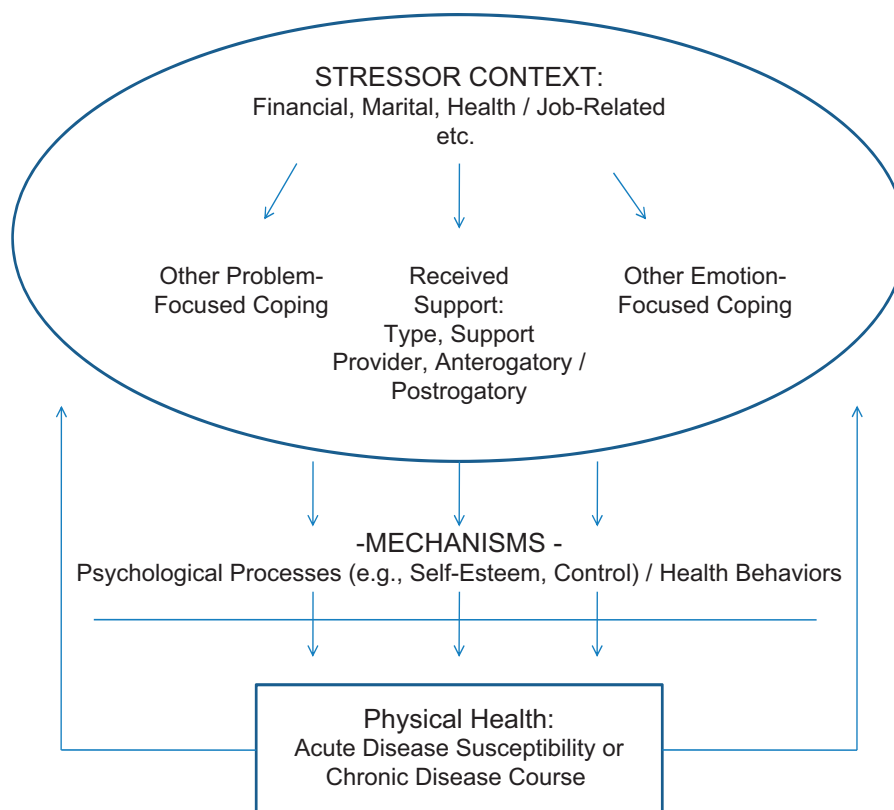 STRESSOR CONTEXT:
Financial, Marital, Health / Job-Related
etc.
Other Problem-
Focused Coping
Received
Support:
Type, Support
Provider, Anterogatory /
Postrogatory
Other Emotion-
Focused Coping
-MECHANISMS -
Psychological Processes (e.g., Self-Esteem, Control) / Health Behaviors
Physical Health:
Acute Disease Susceptibility or
Chronic Disease Course